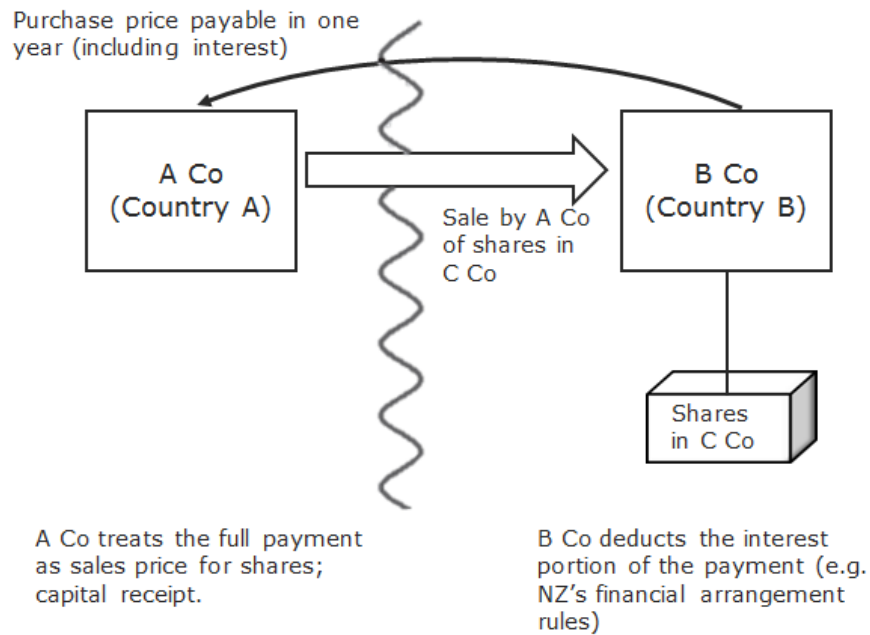 Purchase price payable in one
year (including interest)
A Co
(Country A)
B Co
(Country B)
Sale by A Co
of shares in
C Co
Shares
in C Co
A Co treats the full payment
as sales price for shares;
capital receipt.
B Co deducts the interest
portion of the payment (e.g.
NZ's financial arrangement
rules)